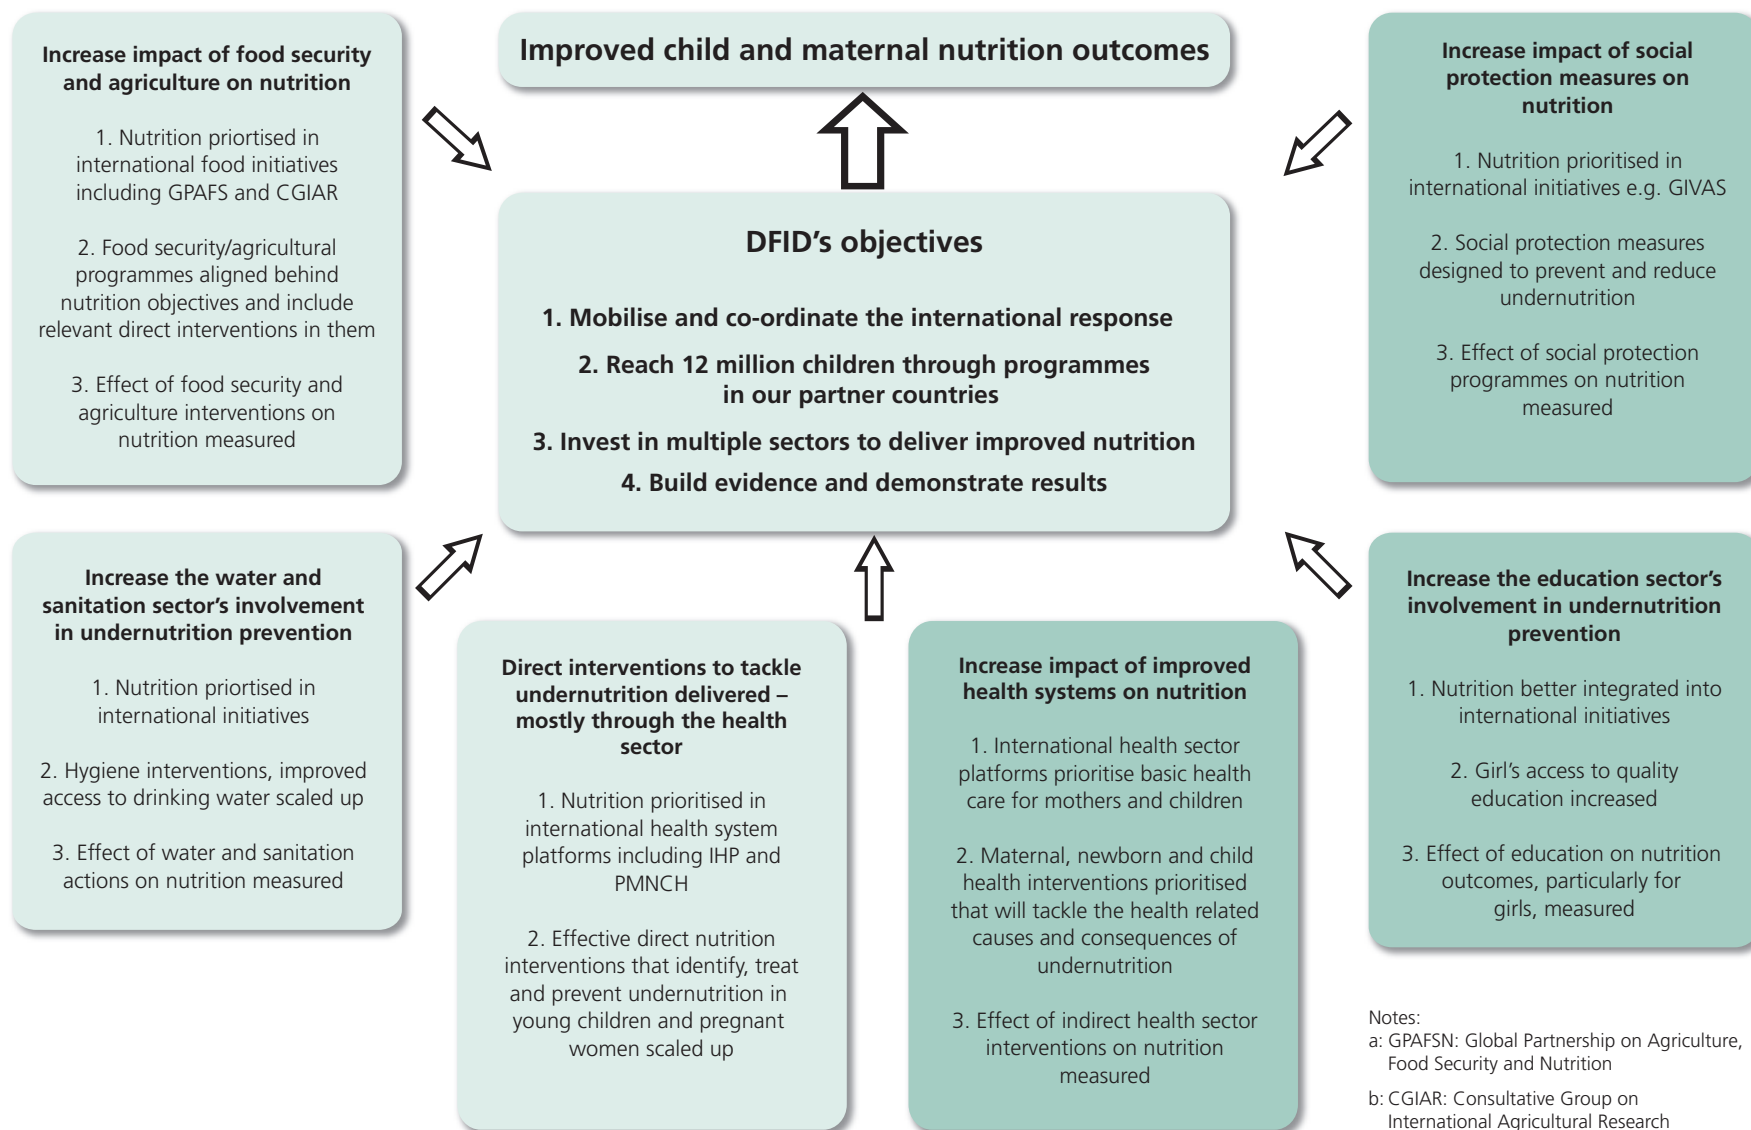 Improved child and maternal nutrition outcomes
Increase impact of food security
and agriculture on nutrition
1. Nutrition priortised in
international food initiatives
including GPAFS and CGIAR
2. Food security/agricultural
programmes aligned behind
nutrition objectives and include
relevant direct interventions in them
3. Effect of food security and
agriculture interventions on
nutrition measured
DFID's objectives
1. Mobilise and co-ordinate the international response
2. Reach 12 million children through programmes
in our partner countries
3. Invest in multiple sectors to deliver improved nutrition
4. Build evidence and demonstrate results
Increase impact of social
protection measures on
nutrition
1. Nutrition prioritised in
international initiatives e.g. GIVAS
2. Social protection measures
designed to prevent and reduce
undernutrition
3. Effect of social protection
programmes on nutrition
measured
Increase the water and
sanitation sector's involvement
in undernutrition prevention
1. Nutrition priortised in
international initiatives
2. Hygiene interventions, improved
access to drinking water scaled up
3. Effect of water and sanitation
actions on nutrition measured
Direct interventions to tackle
undernutrition delivered –
mostly through the health
sector
1. Nutrition prioritised in
international health system
platforms including IHP and
PMNCH
2. Effective direct nutrition
interventions that identify, treat
and prevent undernutrition in
young children and pregnant
women scaled up
Increase impact of improved
health systems on nutrition
1. International health sector
platforms prioritise basic health
care for mothers and children
2. Maternal, newborn and child
health interventions prioritised
that will tackle the health related
causes and consequences of
undernutrition
3. Effect of indirect health sector
interventions on nutrition
measured
Increase the education sector's
involvement in undernutrition
prevention
1. Nutrition better integrated into
international initiatives
2. Girl's access to quality
education increased
3. Effect of education on nutrition
outcomes, particularly for
girls, measured
Notes:
a: GPAFSN: Global Partnership on Agriculture,
Food Security and Nutrition
b: CGIAR: Consultative Group on
International Agricultural Research